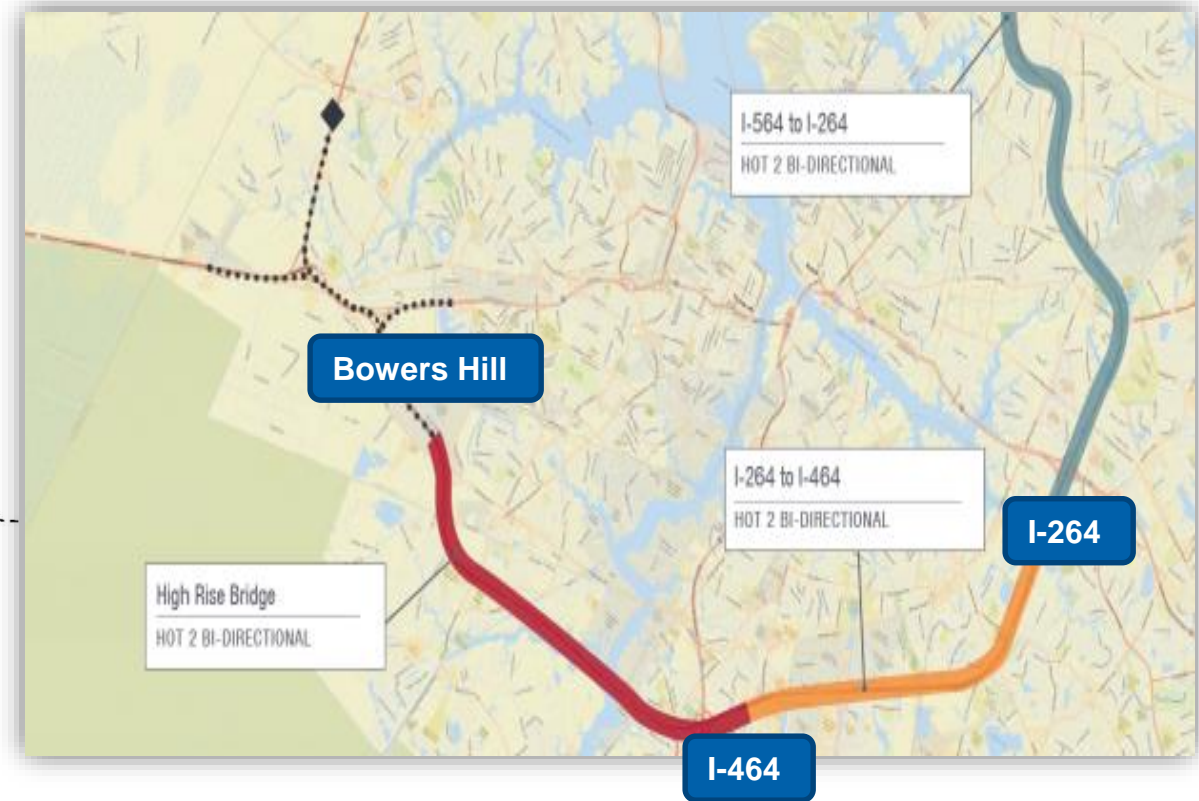 I-564 to I-264
HOT 2 BI-DIRECTIONAL
Bowers Hill
I-264 to I-464
HOT 2 BI-DIRECTIONAL
I-264
High Rise Bridge
HOT 2 BI-DIRECTIONAL
I-464